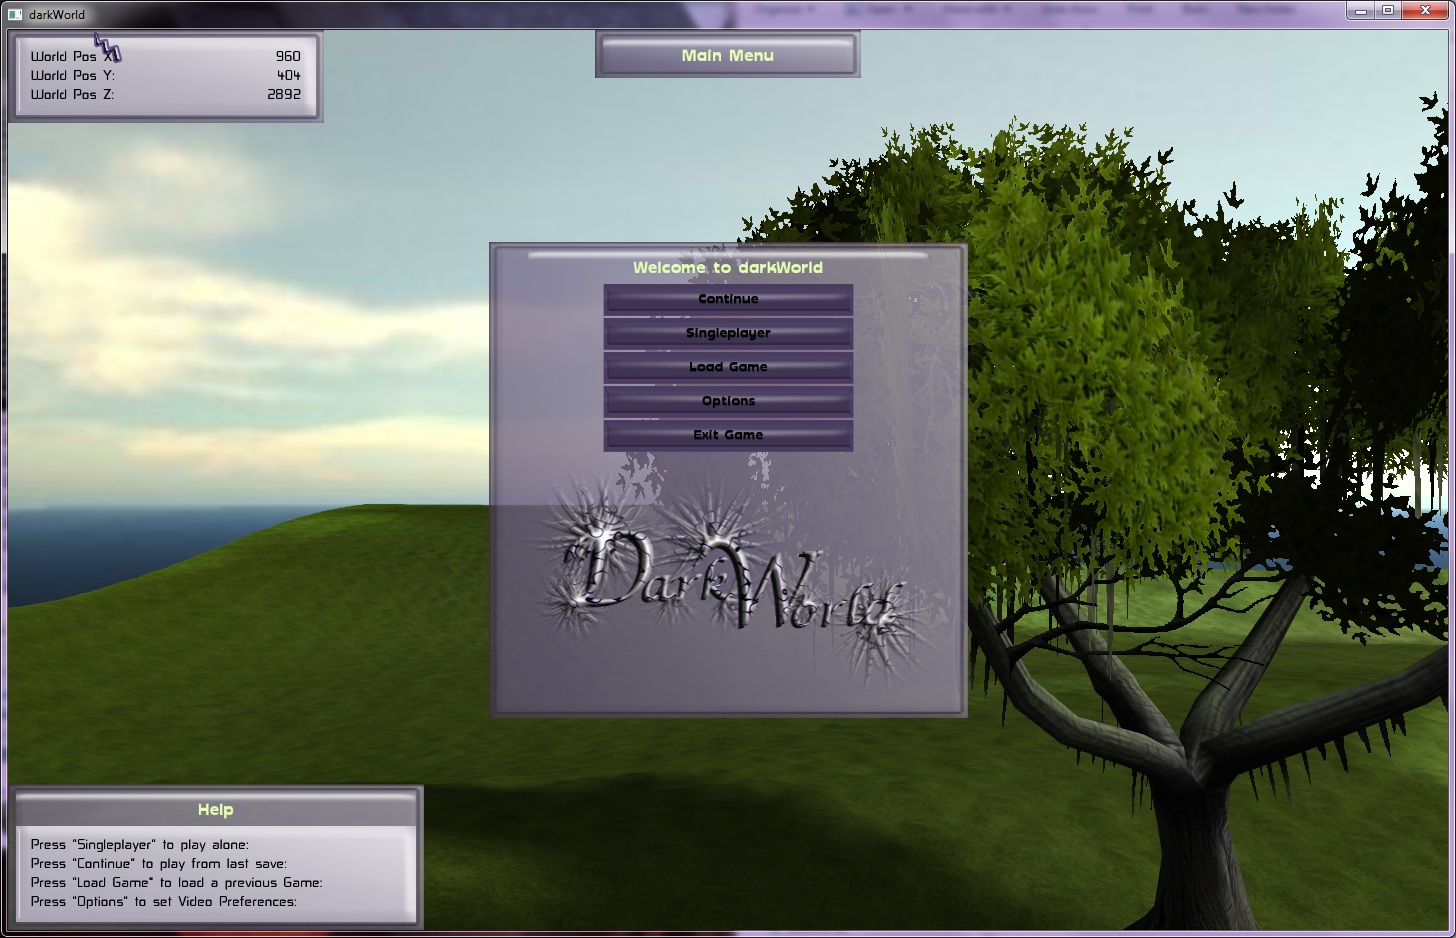 darkWorld
World Pos X: 960
World Pos Y: 404
World Pos Z: 2892
Main Menu
Welcome to darkWorld
Continue
Singleplayer
Load Game
Options
Exit Game
DarkWorld
Help
Press "Singleplayer" to play alone:
Press "Continue" to play from last save:
Press "Load Game" to load a previous Game:
Press "Options" to set Video Preferences: